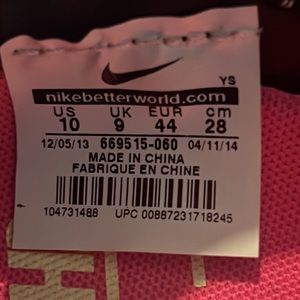 YS
nikebetterworld.com
US UK EUR cm
10 9 44 28
12/05/13 669515-060 04/11/14
MADE IN CHINA
FABRIQUE EN CHINE
104731488 UPC 00887231718245